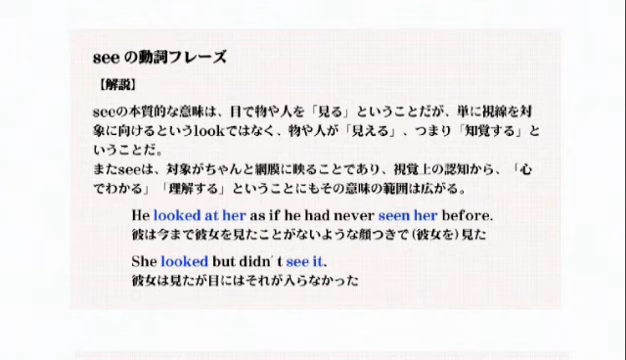 see の動詞フレーズ
【解説】
seeの本質的な意味は、目で物や人を「見る」ということだが、単に視線を対
象に向けるというlookではなく、物や人が「見える」、つまり「知覚する」と
いうことだ。
またseeは、対象がちゃんと網膜に映ることであり、視覚上の認知から、「心
でわかる」「理解する」ということにもその意味の範囲は広がる。
He looked at her as if he had never seen her before.
彼は今まで彼女を見たことがないような顔つきで(彼女を)見た
She looked but didn't see it.
彼女は見たが目にはそれが入らなかった